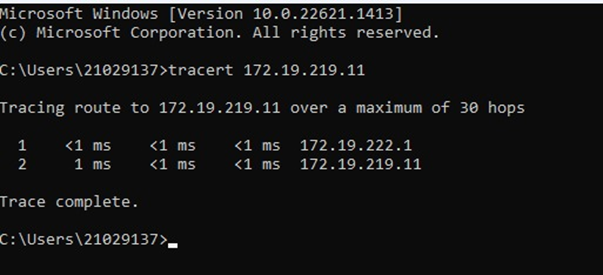 Microsoft Windows [Version 10.0.22621.1413]
(c) Microsoft Corporation. All rights reserved.
C:\Users\21029137>tracert 172.19.219.11
Tracing route to 172.19.219.11 over a maximum of 30 hops
1 <1 ms <1 ms <1 ms 172.19.222.1
2 1 ms <1 ms <1 ms 172.19.219.11
Trace complete.
C:\Users\21029137>